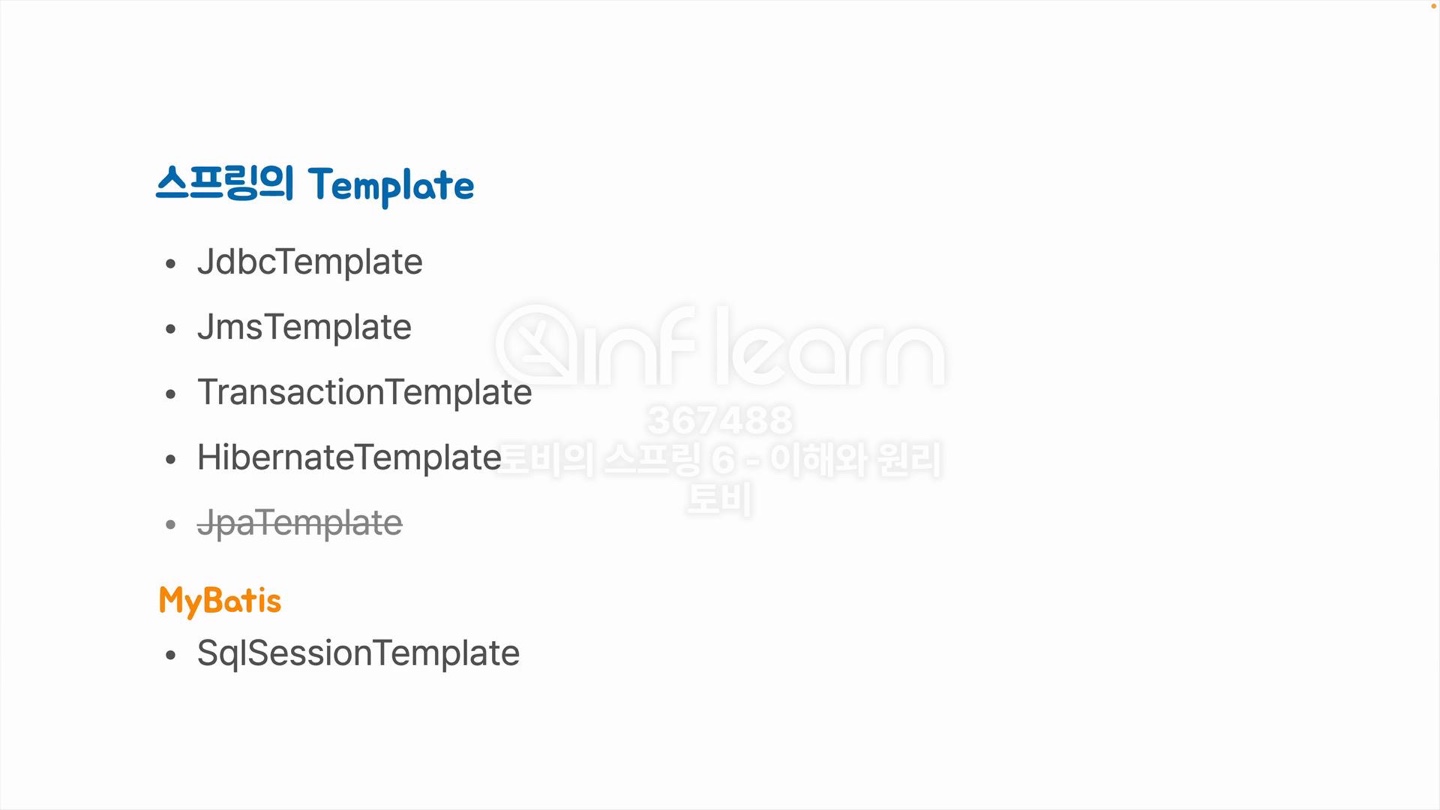 스프링의 Template
JdbcTemplate
JmsTemplate
TransactionTemplate
HibernateTemplate
JpaTemplate
MyBatis
SqlSessionTemplate
inflearn
367488
토비의 스프링 6 - 이해와 원리
토비